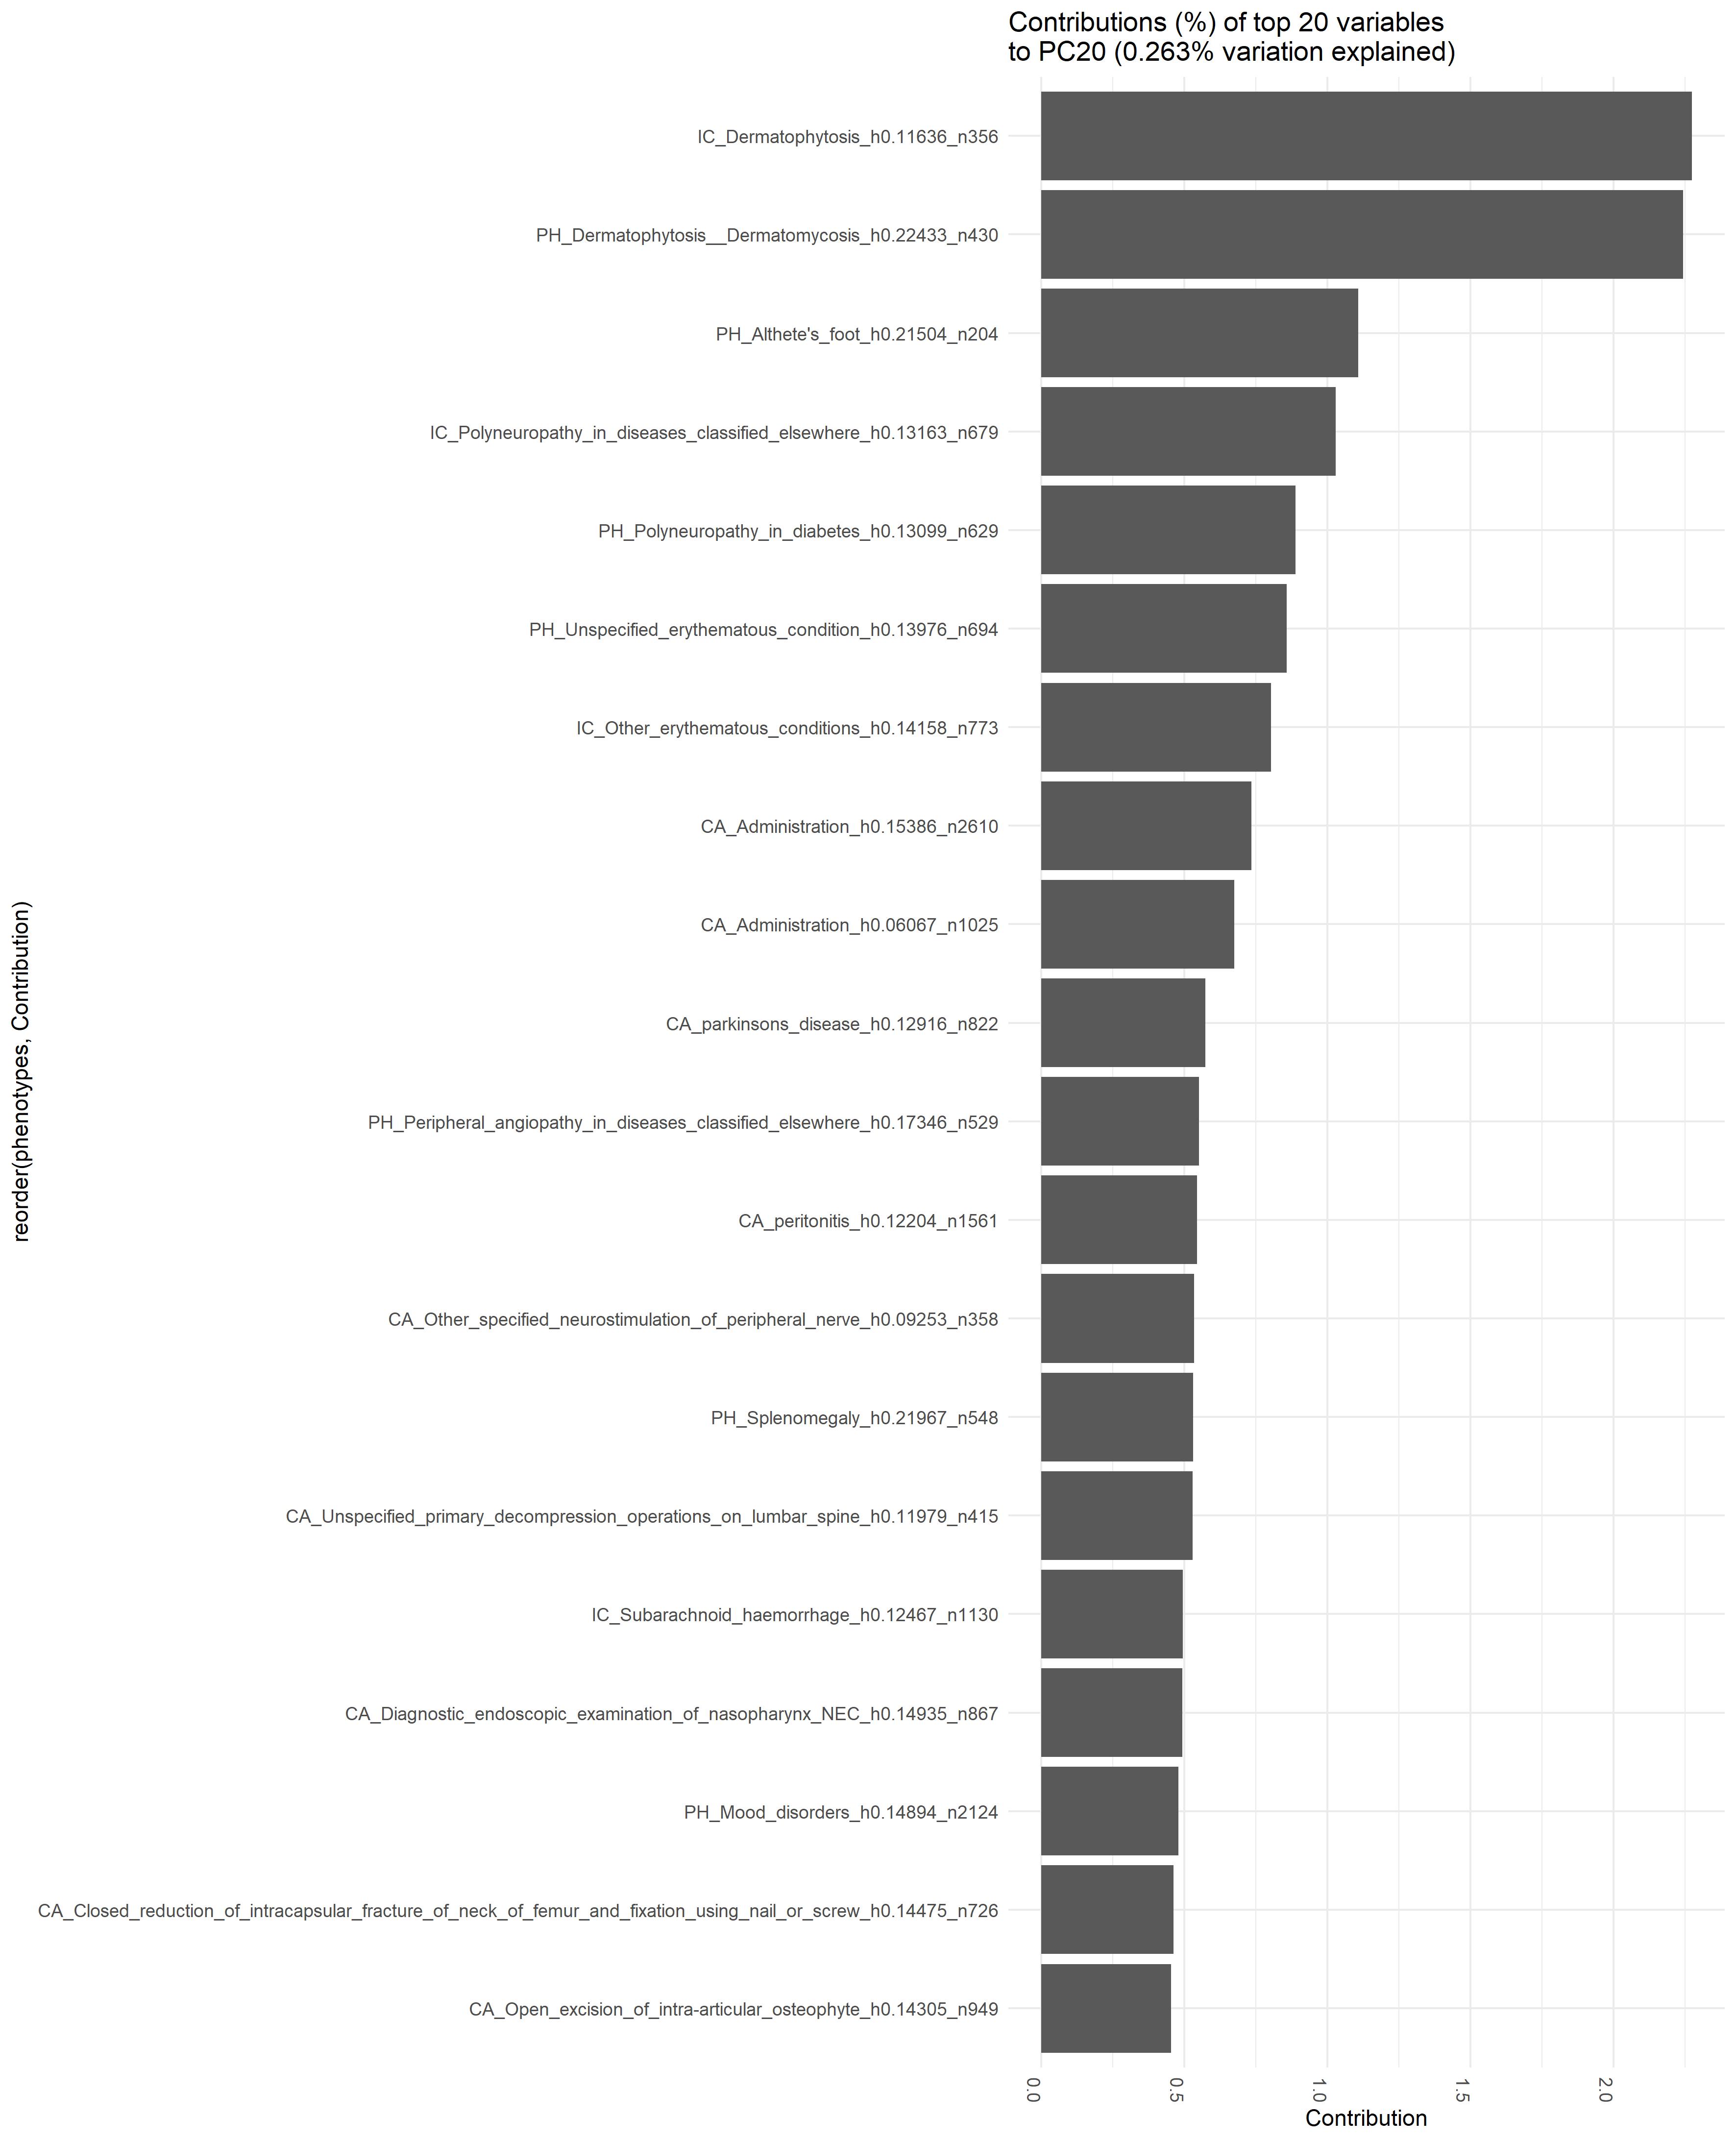 Contributions (%) of top 20 variables
to PC20 (0.263% variation explained)
IC_Dermatophytosis_h0.11636_n356
PH_Dermatophytosis__Dermatomycosis_h0.22433_n430
PH_Althete's_foot_h0.21504_n204
IC_Polyneuropathy_in_diseases_classified_elsewhere_h0.13163_n679
PH_Polyneuropathy_in_diabetes_h0.13099_n629
PH_Unspecified_erythematous_condition_h0.13976_n694
IC_Other_erythematous_conditions_h0.14158_n773
CA_Administration_h0.15386_n2610
CA_Administration_h0.06067_n1025
CA_parkinsons_disease_h0.12916_n822
PH_Peripheral_angiopathy_in_diseases_classified_elsewhere_h0.17346_n529
CA_peritonitis_h0.12204_n1561
CA_Other_specified_neurostimulation_of_peripheral_nerve_h0.09253_n358
PH_Splenomegaly_h0.21967_n548
CA_Unspecified_primary_decompression_operations_on_lumbar_spine_h0.11979_n415
IC_Subarachnoid_haemorrhage_h0.12467_n1130
CA_Diagnostic_endoscopic_examination_of_nasopharynx_NEC_h0.14935_n867
PH_Mood_disorders_h0.14894_n2124
CA_Closed_reduction_of_intracapsular_fracture_of_neck_of_femur_and_fixation_using_nail_or_screw_h0.14475_n726
CA_Open_excision_of_intra-articular_osteophyte_h0.14305_n949
reorder(phenotypes, Contribution)
0.0
0.5
1.0
1.5
2.0
Contribution